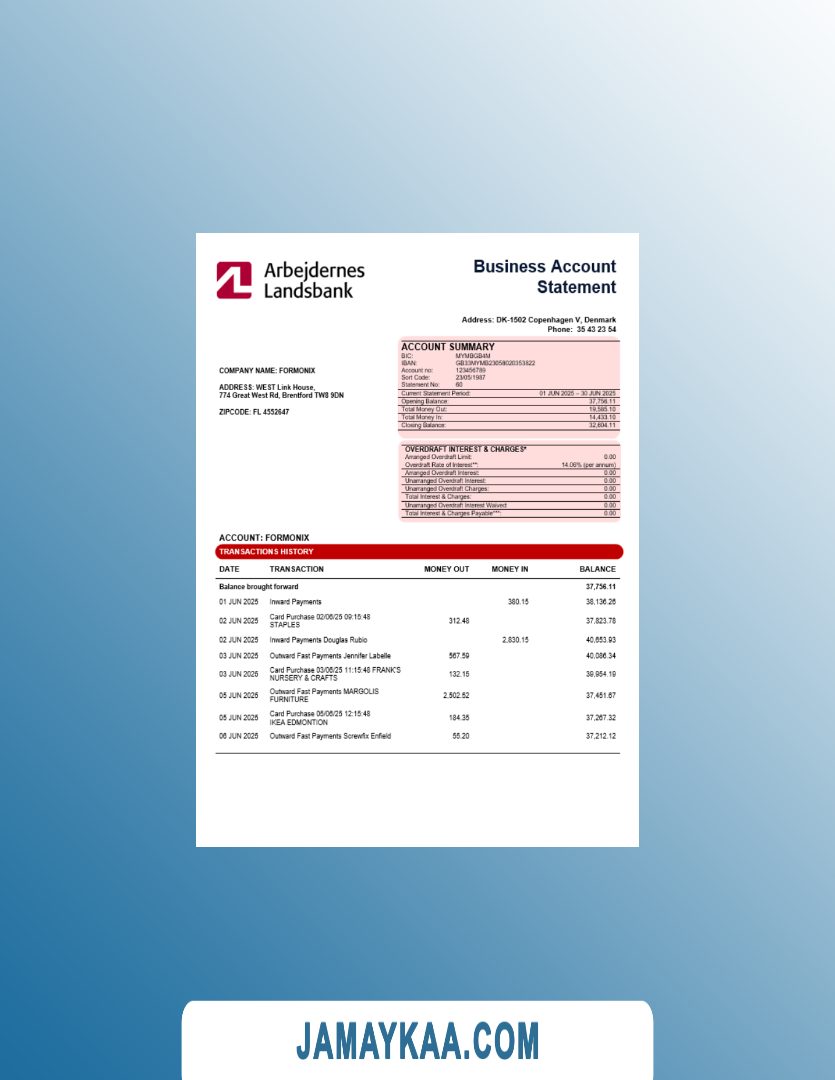 Arbejdernes
Landsbank
Business Account
Statement
Address: DK-1502 Copenhagen V, Denmark
Phone: 35 43 23 54
COMPANY NAME: FORMONIX
ADDRESS: WEST Link House,
774 Great West Rd, Brentford TW8 9DN
ZIPCODE: FL 4552647
ACCOUNT SUMMARY
BIC: MYMBGB4M
IBAN: GB33MYMB23058020353822
Account no: 123456789
Sort Code: 23/05/1987
Statement No: 60
Current Statement Period: 01 JUN 2025 – 30 JUN 2025
Opening Balance: 37,756.11
Total Money Out: 19,585.10
Total Money In: 14,433.10
Closing Balance: 32,604.11
OVERDRAFT INTEREST & CHARGES*
Arranged Overdraft Limit: 0.00
Overdraft Rate of Interest**: 14.06% (per annum)
Arranged Overdraft Interest: 0.00
Unarranged Overdraft Interest: 0.00
Unarranged Overdraft Charges: 0.00
Total Interest & Charges: 0.00
Unarranged Overdraft Interest Waived 0.00
Total Interest & Charges Payable***: 0.00
ACCOUNT: FORMONIX
TRANSACTIONS HISTORY
DATE TRANSACTION MONEY OUT MONEY IN BALANCE
Balance brought forward 37,756.11
01 JUN 2025 Inward Payments 380.15 38,136.26
02 JUN 2025 Card Purchase 02/06/25 09:15:48 312.48 37,823.78
STAPLES
02 JUN 2025 Inward Payments Douglas Rubio 2,830.15 40,653.93
03 JUN 2025 Outward Fast Payments Jennifer Labelle 567.59 40,086.34
03 JUN 2025 Card Purchase 03/06/25 11:15:48 FRANK'S 132.15 39,954.19
NURSERY & CRAFTS
05 JUN 2025 Outward Fast Payments MARGOLIS 2,502.52 37,451.67
FURNITURE
05 JUN 2025 Card Purchase 05/06/25 12:15:48 184.35 37,267.32
IKEA EDMONTION
06 JUN 2025 Outward Fast Payments Screwfix Enfield 55.20 37,212.12
JAMAYKAA.COM